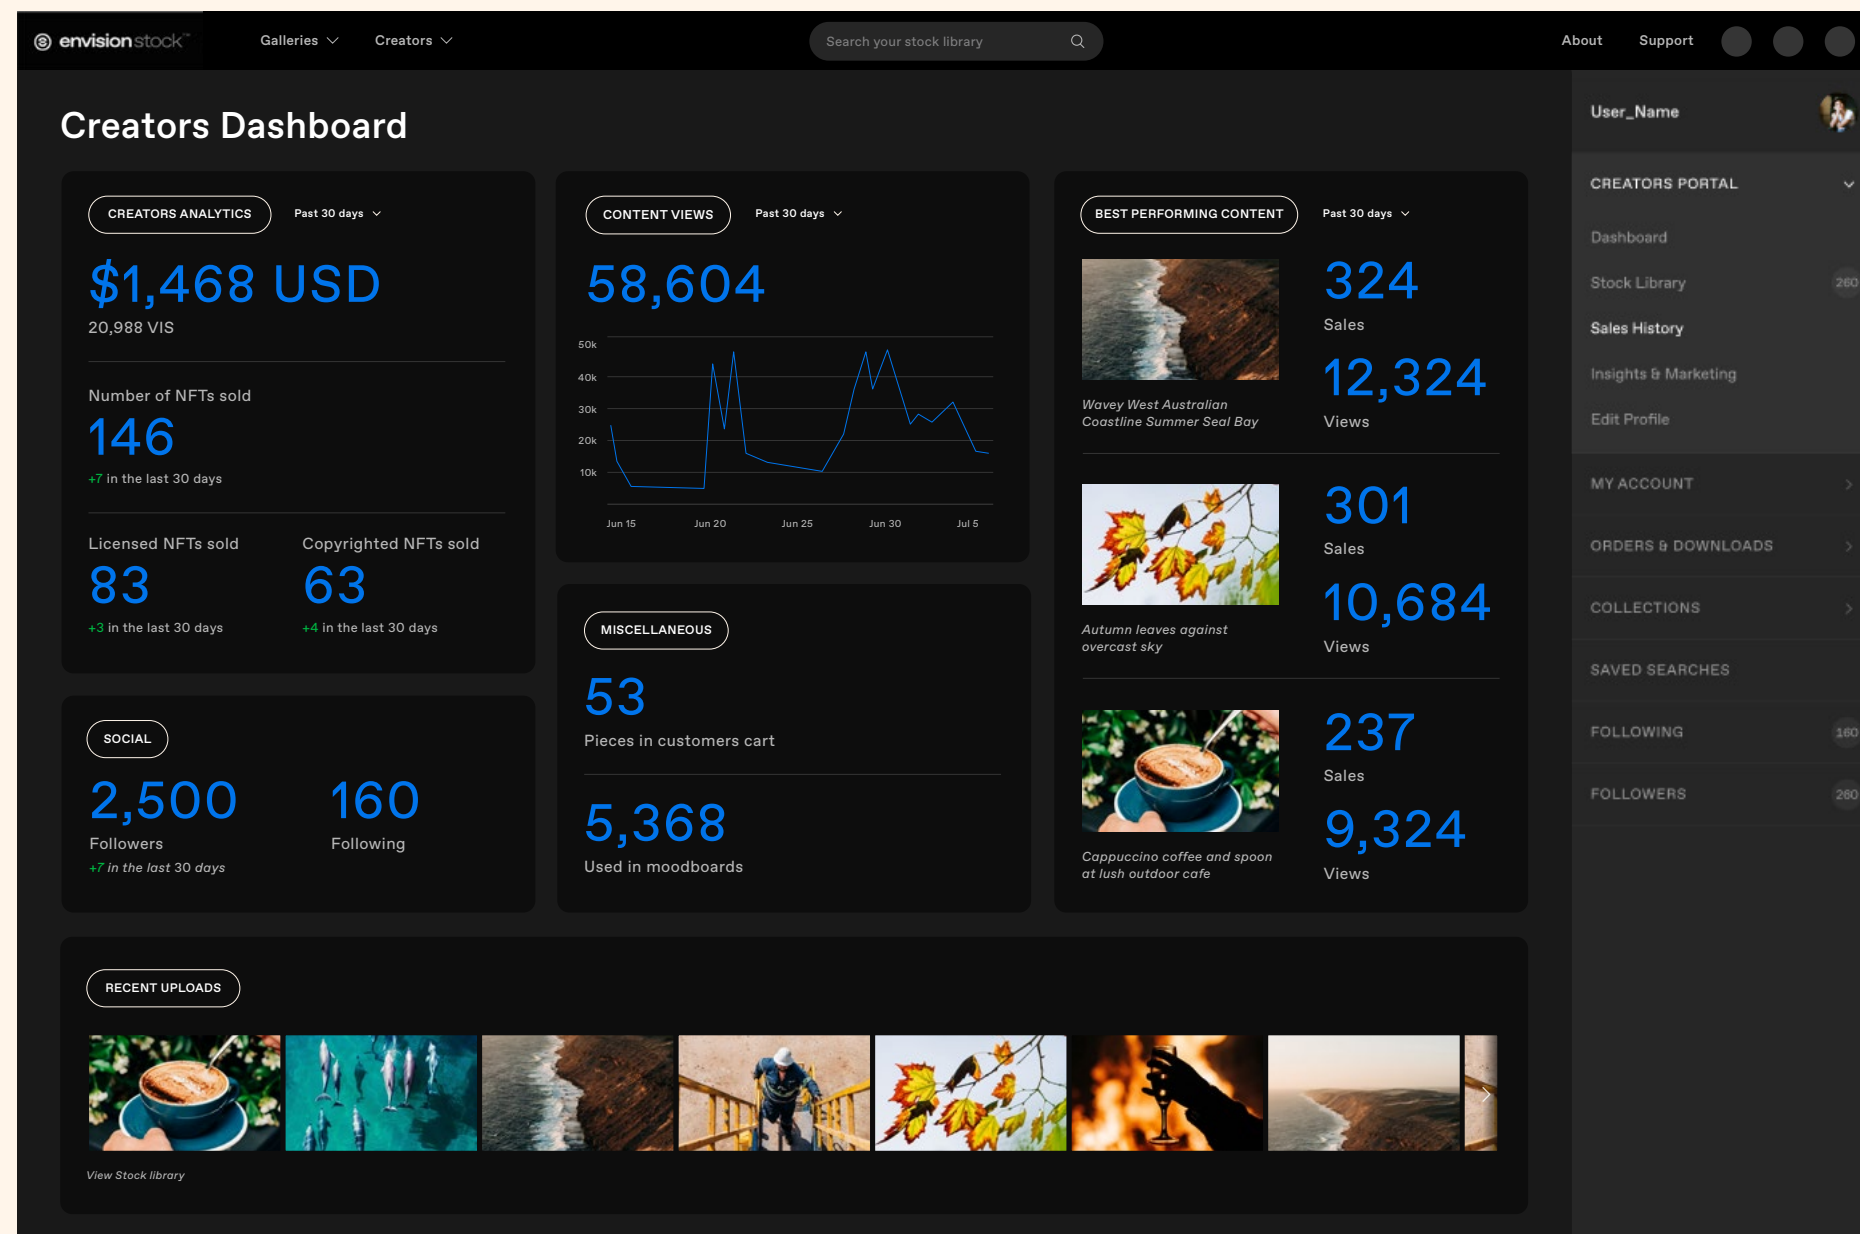 envisionstock™
Galleries
Creators
Search your stock library
About
Support
Creators Dashboard
CREATORS ANALYTICS
Past 30 days
$1,468 USD
20,988 VIS
Number of NFTs sold
146
+7 in the last 30 days
Licensed NFTs sold
83
+3 in the last 30 days
Copyrighted NFTs sold
63
+4 in the last 30 days
SOCIAL
2,500
Followers
+7 in the last 30 days
160
Following
CONTENT VIEWS
Past 30 days
58,604
50k
40k
30k
20k
10k
Jun 15
Jun 20
Jun 25
Jun 30
Jul 5
MISCELLANEOUS
53
Pieces in customers cart
5,368
Used in moodboards
BEST PERFORMING CONTENT
Past 30 days
Wavey West Australian
Coastline Summer Seal Bay
324
Sales
12,324
Views
Autumn leaves against
overcast sky
301
Sales
10,684
Views
Cappuccino coffee and spoon
at lush outdoor cafe
237
Sales
9,324
Views
RECENT UPLOADS
View Stock library
User_Name
CREATORS PORTAL
Dashboard
Stock Library
260
Sales History
Insights & Marketing
Edit Profile
MY ACCOUNT
ORDERS & DOWNLOADS
COLLECTIONS
SAVED SEARCHES
FOLLOWING
160
FOLLOWERS
260